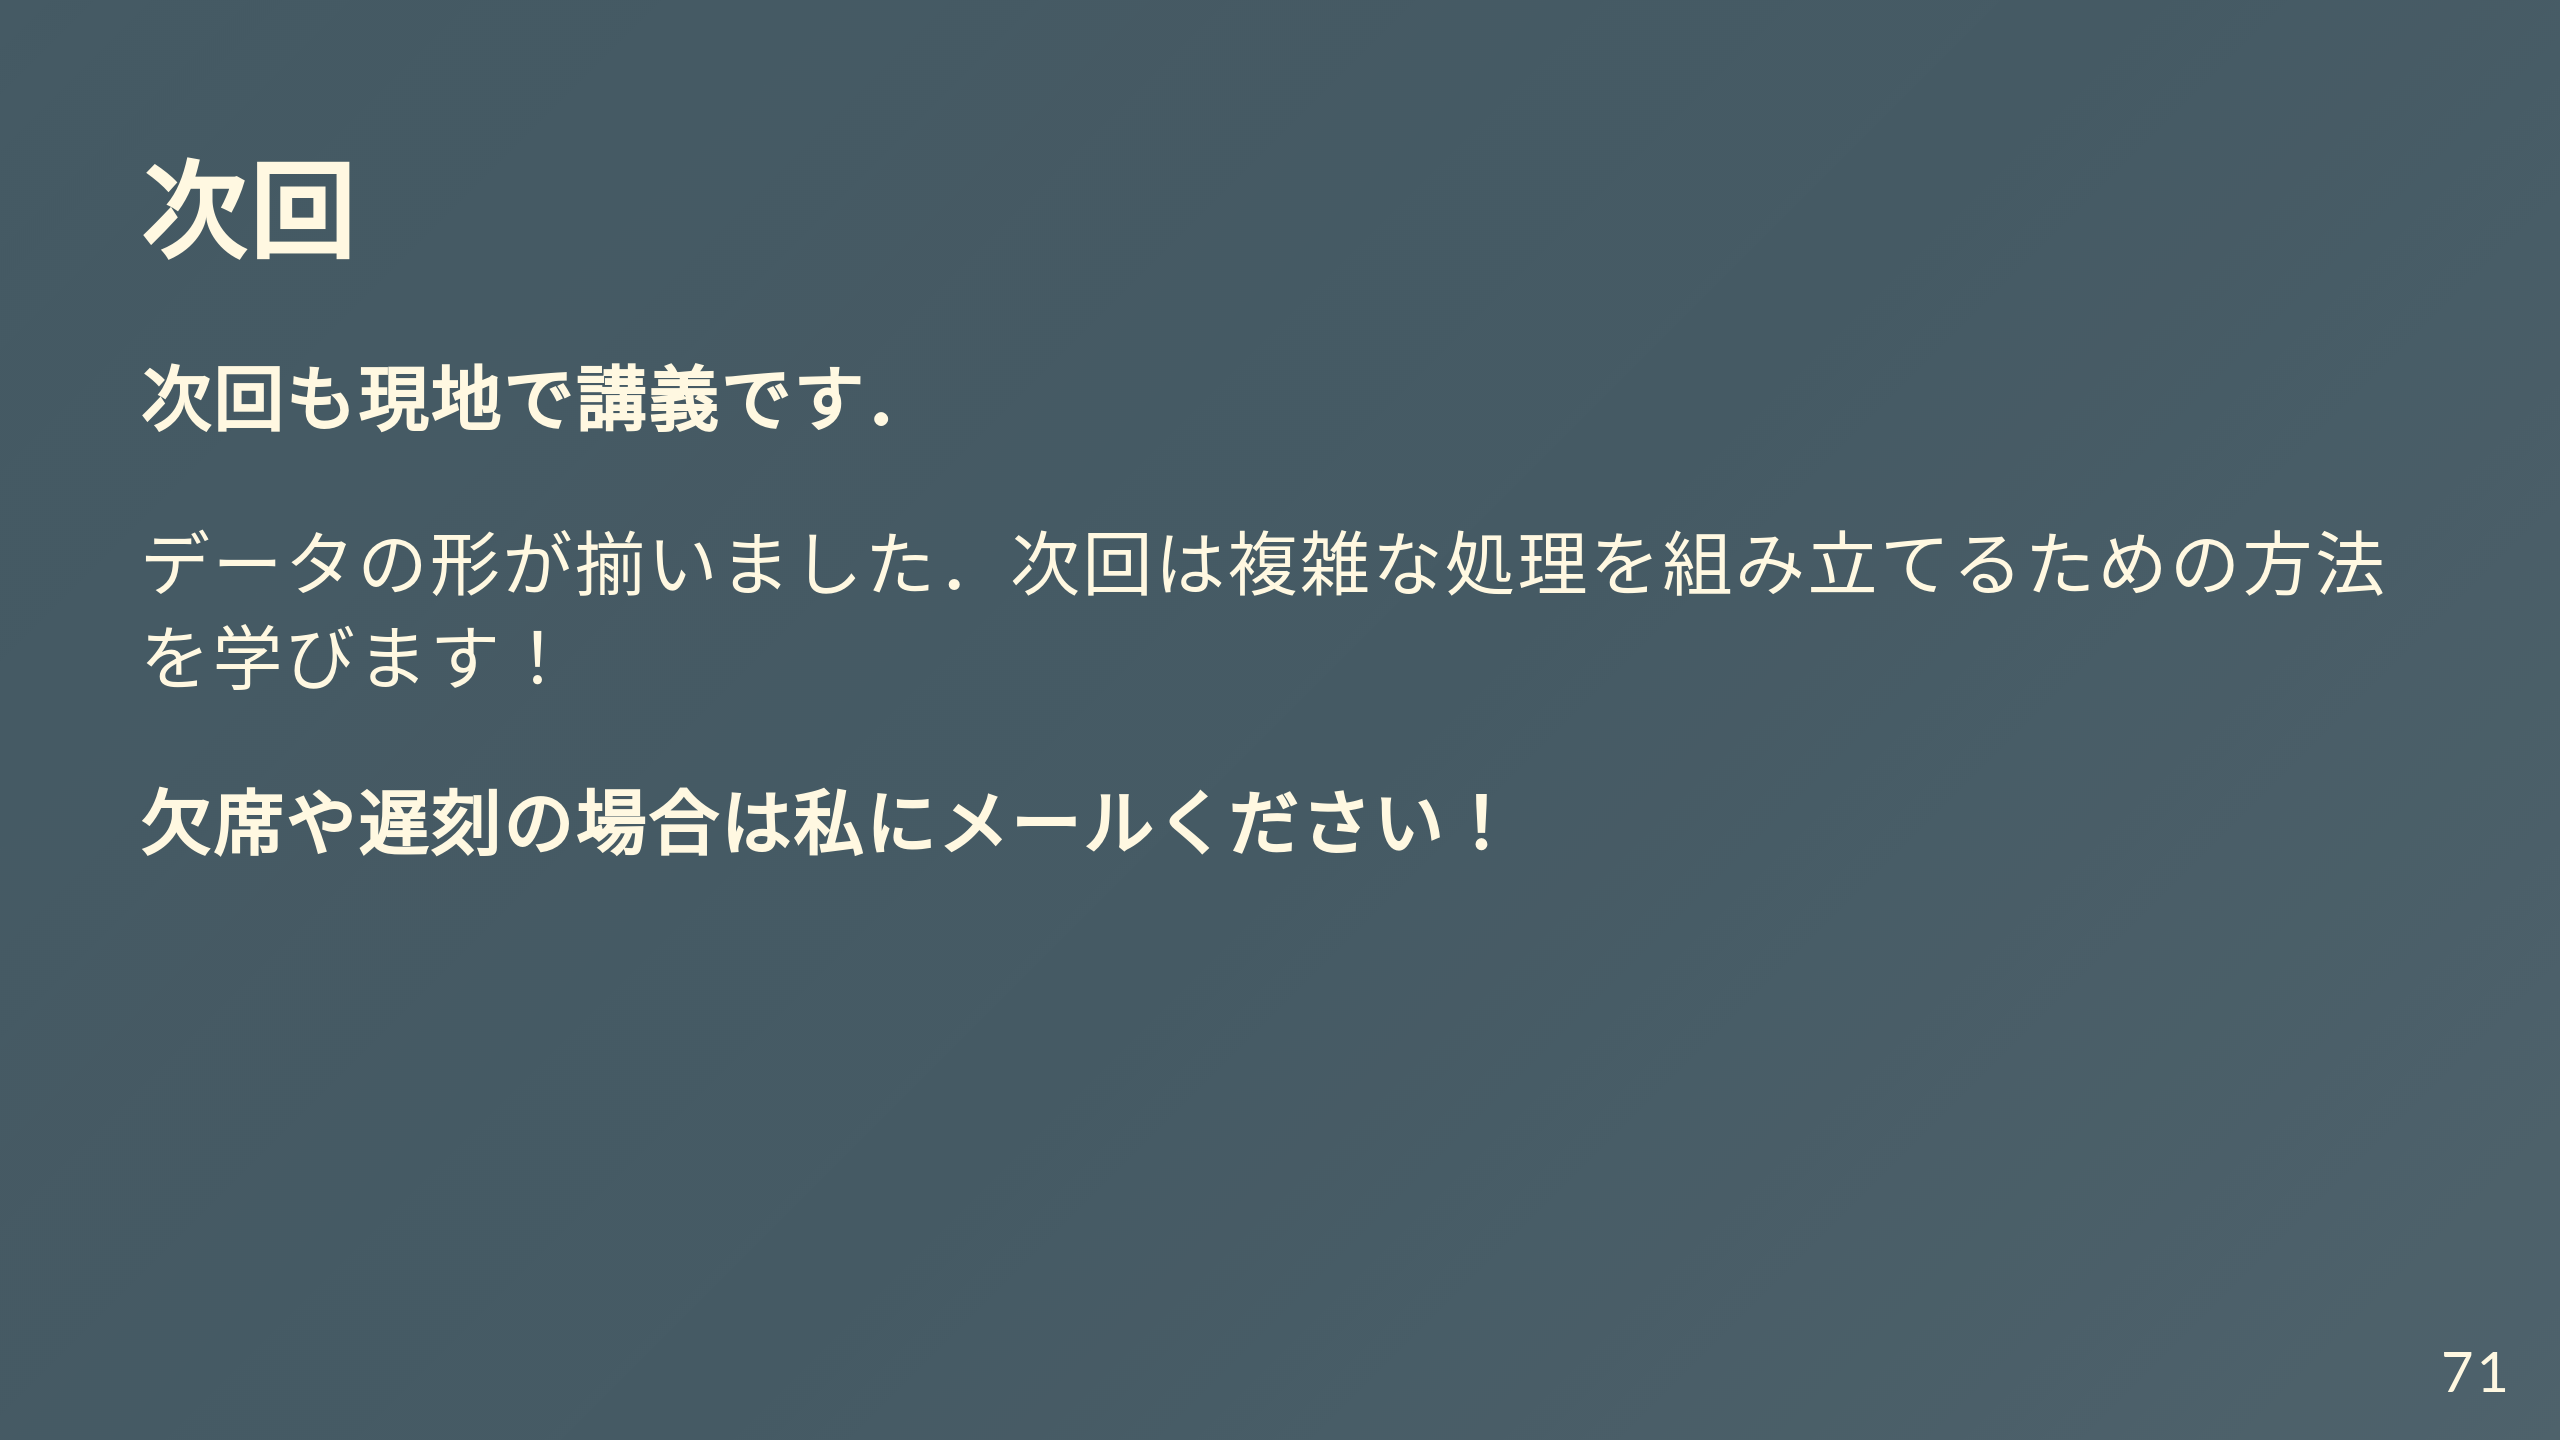 次回
次回も現地で講義です．
データの形が揃いました．次回は複雑な処理を組み立てるための方法
を学びます！
欠席や遅刻の場合は私にメールください！
71